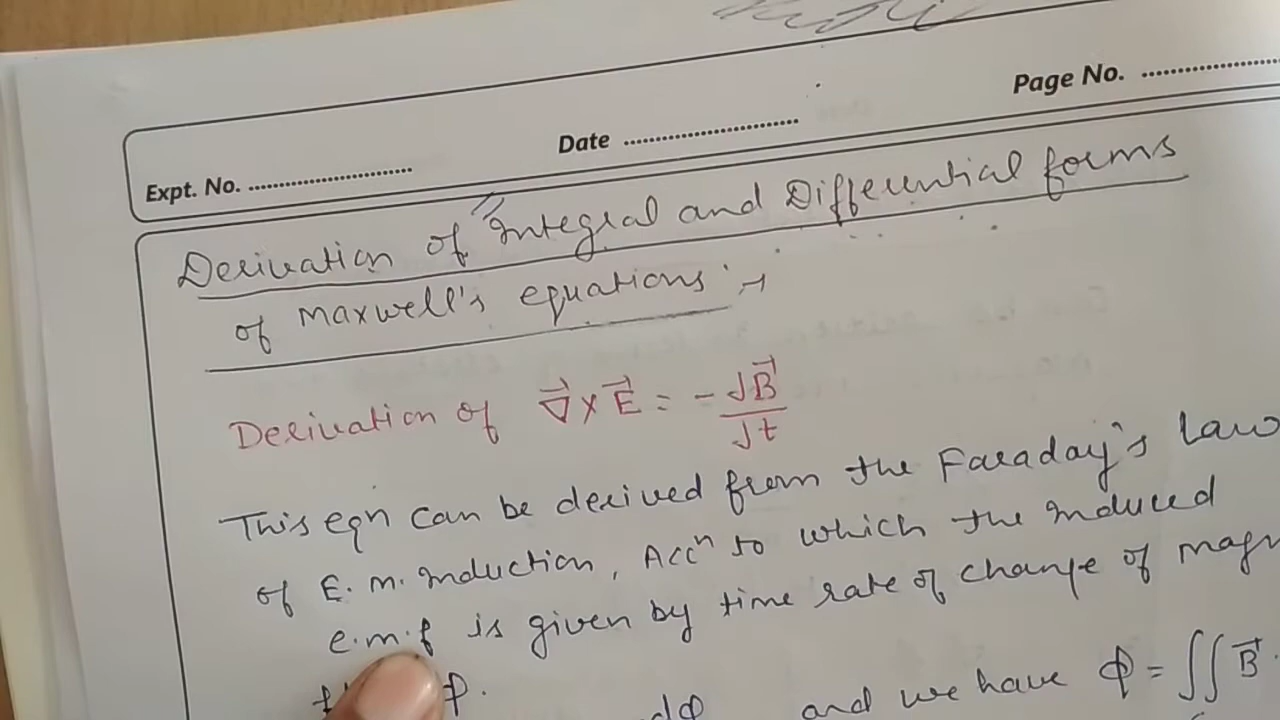 Page No. ..............................
Date ..............................
Expt. No. ..............................
Derivation of Integral and Differential forms
of Maxwell's equations :-
Derivation of ∇⃗ × E⃗ = - ∂B⃗/∂t
This eqn can be derived from the Faraday's law
of E. m. Induction, Accⁿ to which the induced
e.m.f is given by time rate of change of magn
ϕ.
dϕ and we have ϕ = ∬ B⃗ ·